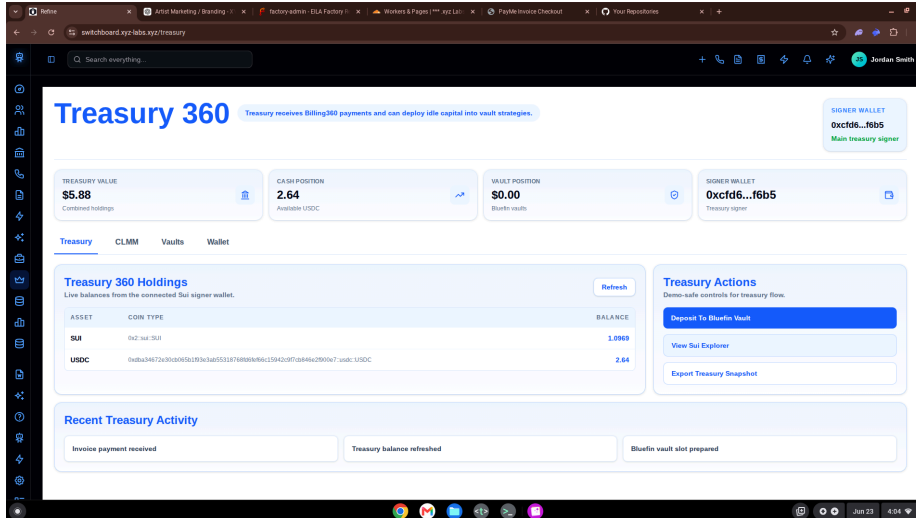 Refine
Artist Marketing / Branding - X
factory-admin - EILA Factory R
Workers & Pages | *** .xyz Lab
PayMe Invoice Checkout
Your Repositories
switchboard.xyz-labs.xyz/treasury
Search everything...
JS
Jordan Smith
Treasury 360
Treasury receives Billing360 payments and can deploy idle capital into vault strategies.
SIGNER WALLET
0xcfd6...f6b5
Main treasury signer
TREASURY VALUE
$5.88
Combined holdings
CASH POSITION
2.64
Available USDC
VAULT POSITION
$0.00
Bluefin vaults
SIGNER WALLET
0xcfd6...f6b5
Treasury signer
Treasury
CLMM
Vaults
Wallet
Treasury 360 Holdings
Live balances from the connected Sui signer wallet.
Refresh
ASSET COIN TYPE BALANCE
SUI 0x2::sui::SUI 1.0969
USDC 2.64
Treasury Actions
Demo-safe controls for treasury flow.
Deposit To Bluefin Vault
View Sui Explorer
Export Treasury Snapshot
Recent Treasury Activity
Invoice payment received
Treasury balance refreshed
Bluefin vault slot prepared
Jun 23
4:04